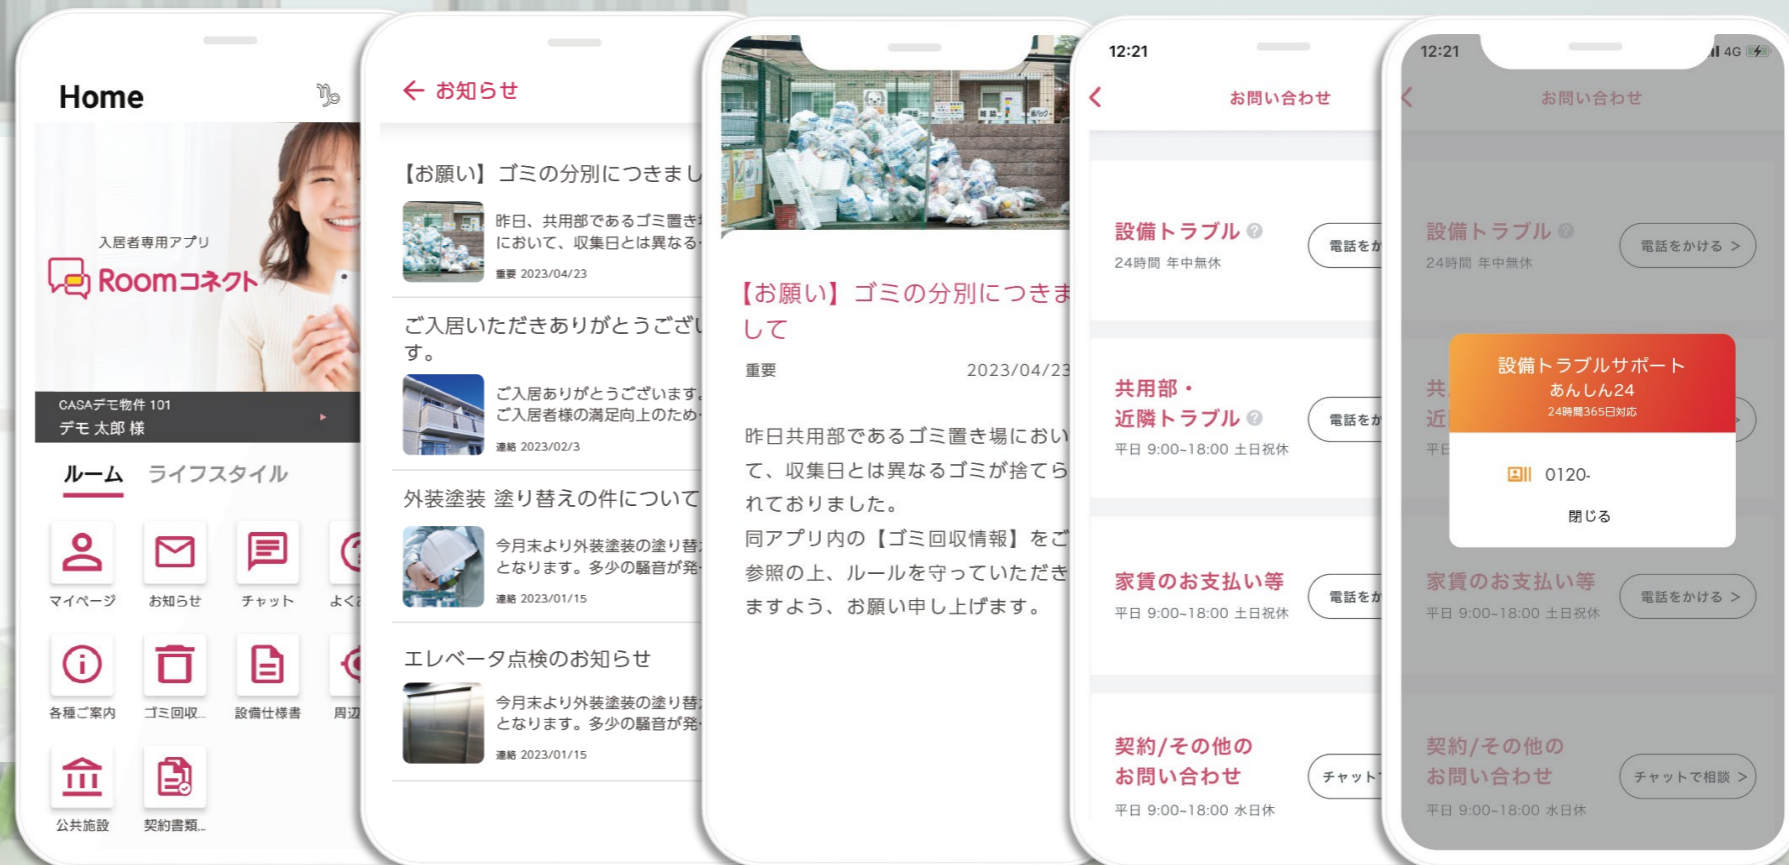 Home
入居者専用アプリ
Roomコネクト
CASAデモ物件 101
デモ 太郎 様
ルーム ライフスタイル
マイページ お知らせ チャット よく
各種ご案内 ゴミ回収... 設備仕様書 周辺
公共施設 契約書類...
← お知らせ
【お願い】ゴミの分別につきまし
昨日、共用部であるゴミ置き
において、収集日とは異なる
重要 2023/04/23
ご入居いただきありがとうござい
す。
ご入居ありがとうございます。
ご入居者様の満足向上のため
連絡 2023/02/3
外装塗装 塗り替えの件について
今月末より外装塗装の塗り替
となります。多少の騒音が発
連絡 2023/01/15
エレベータ点検のお知らせ
今月末より外装塗装の塗り替
となります。多少の騒音が発
連絡 2023/01/15
【お願い】ゴミの分別につきま
して
重要 2023/04/23
昨日共用部であるゴミ置き場におい
て、収集日とは異なるゴミが捨てら
れておりました。
同アプリ内の【ゴミ回収情報】をご
参照の上、ルールを守っていただき
ますよう、お願い申し上げます。
12:21
お問い合わせ
設備トラブル
電話をか
24時間 年中無休
共用部・
近隣トラブル
電話をか
平日 9:00~18:00 土日祝休
家賃のお支払い等
電話をか
平日 9:00~18:00 土日祝休
契約/その他の
お問い合わせ
チャット
平日 9:00~18:00 水日休
12:21 4G
お問い合わせ
設備トラブル
電話をかける >
24時間 年中無休
設備トラブルサポート
あんしん24
24時間365日対応
0120-
閉じる
共
近
平日
家賃のお支払い等
電話をかける >
平日 9:00~18:00 土日祝休
契約/その他の
お問い合わせ
チャットで相談 >
平日 9:00~18:00 水日休